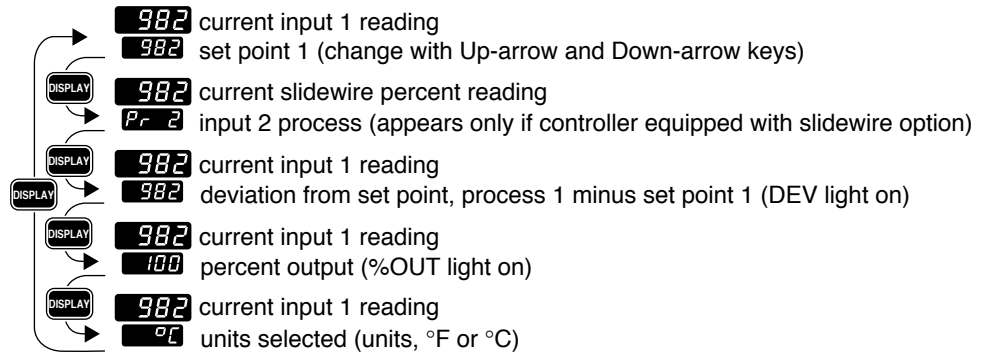 982 current input 1 reading
982 set point 1 (change with Up-arrow and Down-arrow keys)
DISPLAY
982 current slidewire percent reading
Pr 2 input 2 process (appears only if controller equipped with slidewire option)
DISPLAY
982 current input 1 reading
DISPLAY
982 deviation from set point, process 1 minus set point 1 (DEV light on)
DISPLAY
982 current input 1 reading
100 percent output (%OUT light on)
DISPLAY
982 current input 1 reading
°C units selected (units, °F or °C)